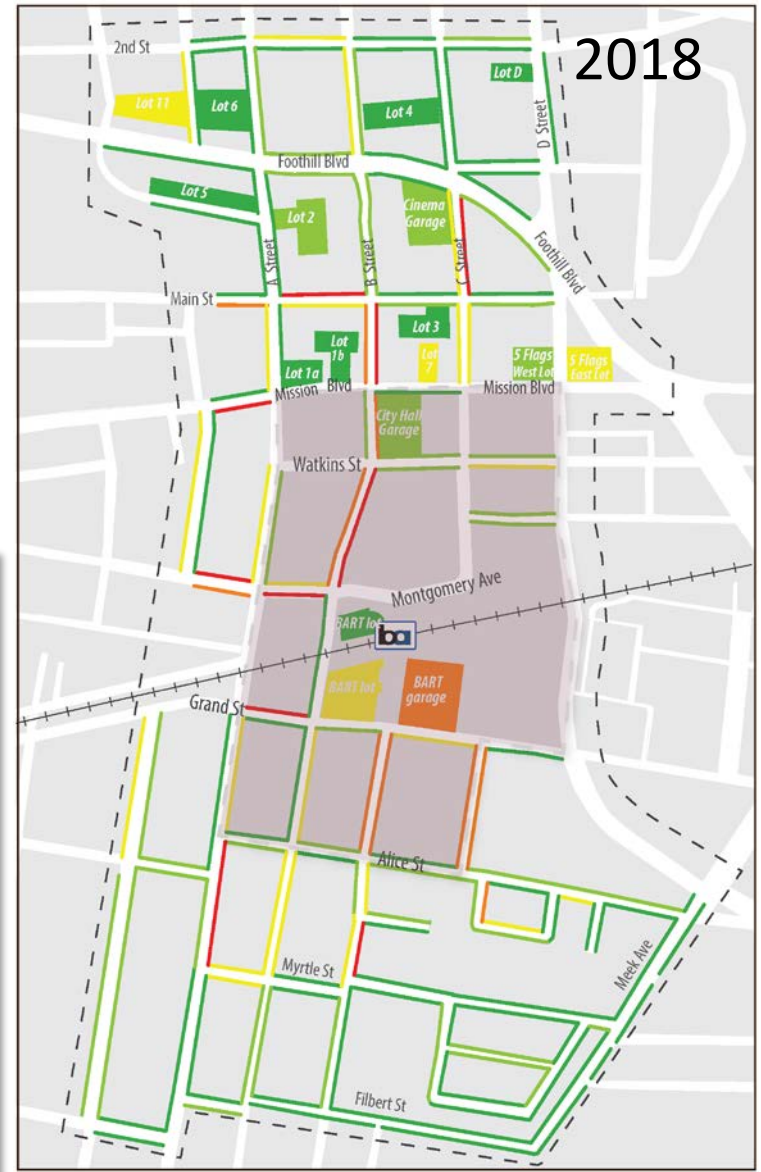 2018
2nd St
Lot D
Lot 11
Lot 6
Lot 4
D Street
Foothill Blvd
Lot 5
Lot 2
Cinema
Garage
A Street
B Street
C Street
Foothill Blvd
Main St
Lot 3
Lot
1b
Lot
7
5 Flags
West Lot
5 Flags
East Lot
Lot 1a
Mission Blvd
Mission Blvd
City Hall
Garage
Watkins St
Montgomery Ave
BART lot
ba
BART lot
BART
garage
Grand St
Alice St
Myrtle St
Meek Ave
Filbert St